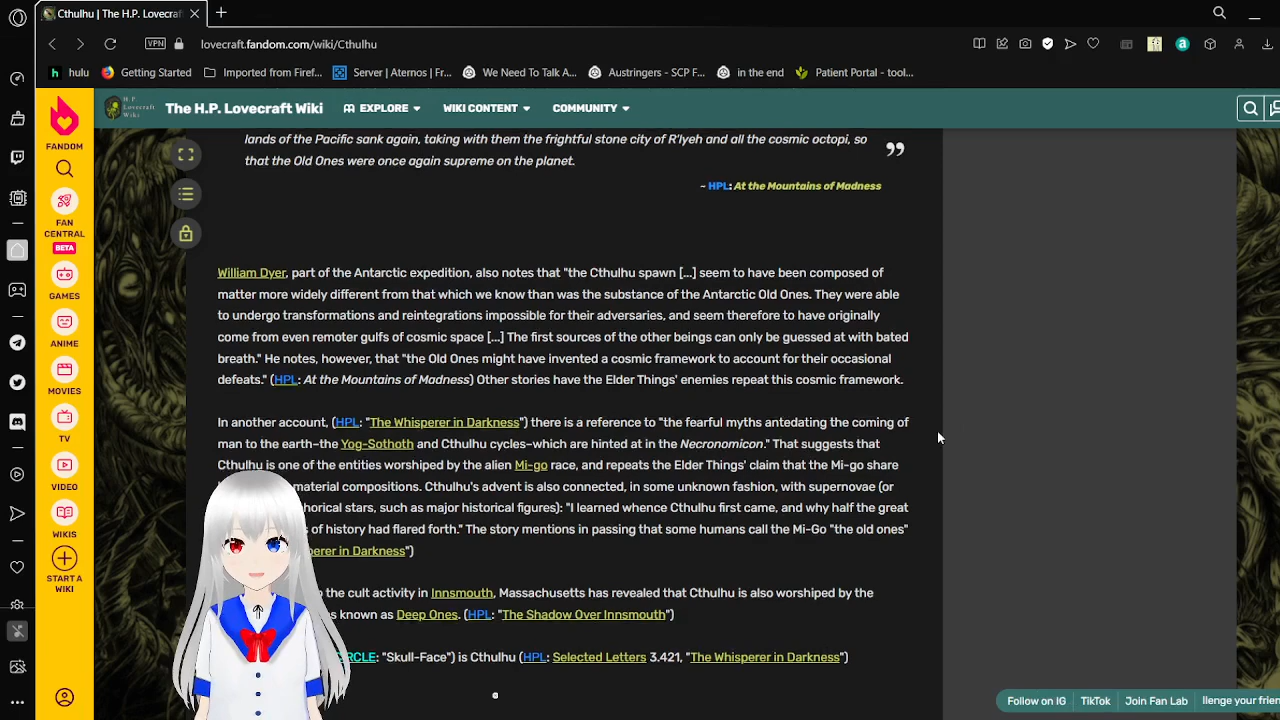 Cthulhu | The H.P. Lovecraft
VPN
lovecraft.fandom.com/wiki/Cthulhu
hulu
Getting Started
Imported from Firef...
Server | Aternos | Fr...
We Need To Talk A...
Austringers - SCP F...
in the end
Patient Portal - tool...
H.P. Lovecraft Wiki
The H.P. Lovecraft Wiki
EXPLORE
WIKI CONTENT
COMMUNITY
FANDOM
FAN CENTRAL
BETA
GAMES
ANIME
MOVIES
TV
VIDEO
WIKIS
START A WIKI
lands of the Pacific sank again, taking with them the frightful stone city of R'lyeh and all the cosmic octopi, so
that the Old Ones were once again supreme on the planet.
~ HPL: At the Mountains of Madness
William Dyer, part of the Antarctic expedition, also notes that "the Cthulhu spawn [...] seem to have been composed of
matter more widely different from that which we know than was the substance of the Antarctic Old Ones. They were able
to undergo transformations and reintegrations impossible for their adversaries, and seem therefore to have originally
come from even remoter gulfs of cosmic space [...] The first sources of the other beings can only be guessed at with bated
breath." He notes, however, that "the Old Ones might have invented a cosmic framework to account for their occasional
defeats." (HPL: At the Mountains of Madness) Other stories have the Elder Things' enemies repeat this cosmic framework.
In another account, (HPL: "The Whisperer in Darkness") there is a reference to "the fearful myths antedating the coming of
man to the earth–the Yog-Sothoth and Cthulhu cycles–which are hinted at in the Necronomicon." That suggests that
Cthulhu is one of the entities worshiped by the alien Mi-go race, and repeats the Elder Things' claim that the Mi-go share
material compositions. Cthulhu's advent is also connected, in some unknown fashion, with supernovae (or
horical stars, such as major historical figures): "I learned whence Cthulhu first came, and why half the great
s of history had flared forth." The story mentions in passing that some humans call the Mi-Go "the old ones"
perer in Darkness")
o the cult activity in Innsmouth, Massachusetts has revealed that Cthulhu is also worshiped by the
s known as Deep Ones. (HPL: "The Shadow Over Innsmouth")
RCLE: "Skull-Face") is Cthulhu (HPL: Selected Letters 3.421, "The Whisperer in Darkness")
Follow on IG
TikTok
Join Fan Lab
llenge your frien